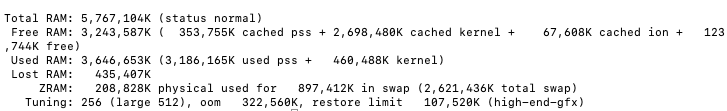 Total RAM: 5,767,104K (status normal)
Free RAM: 3,243,587K (  353,755K cached pss + 2,698,480K cached kernel +    67,608K cached ion +   123
,744K free)
Used RAM: 3,646,653K (3,186,165K used pss +   460,488K kernel)
Lost RAM:   435,407K
ZRAM:   208,828K physical used for   897,412K in swap (2,621,436K total swap)
Tuning: 256 (large 512), oom   322,560K, restore limit   107,520K (high-end-gfx)